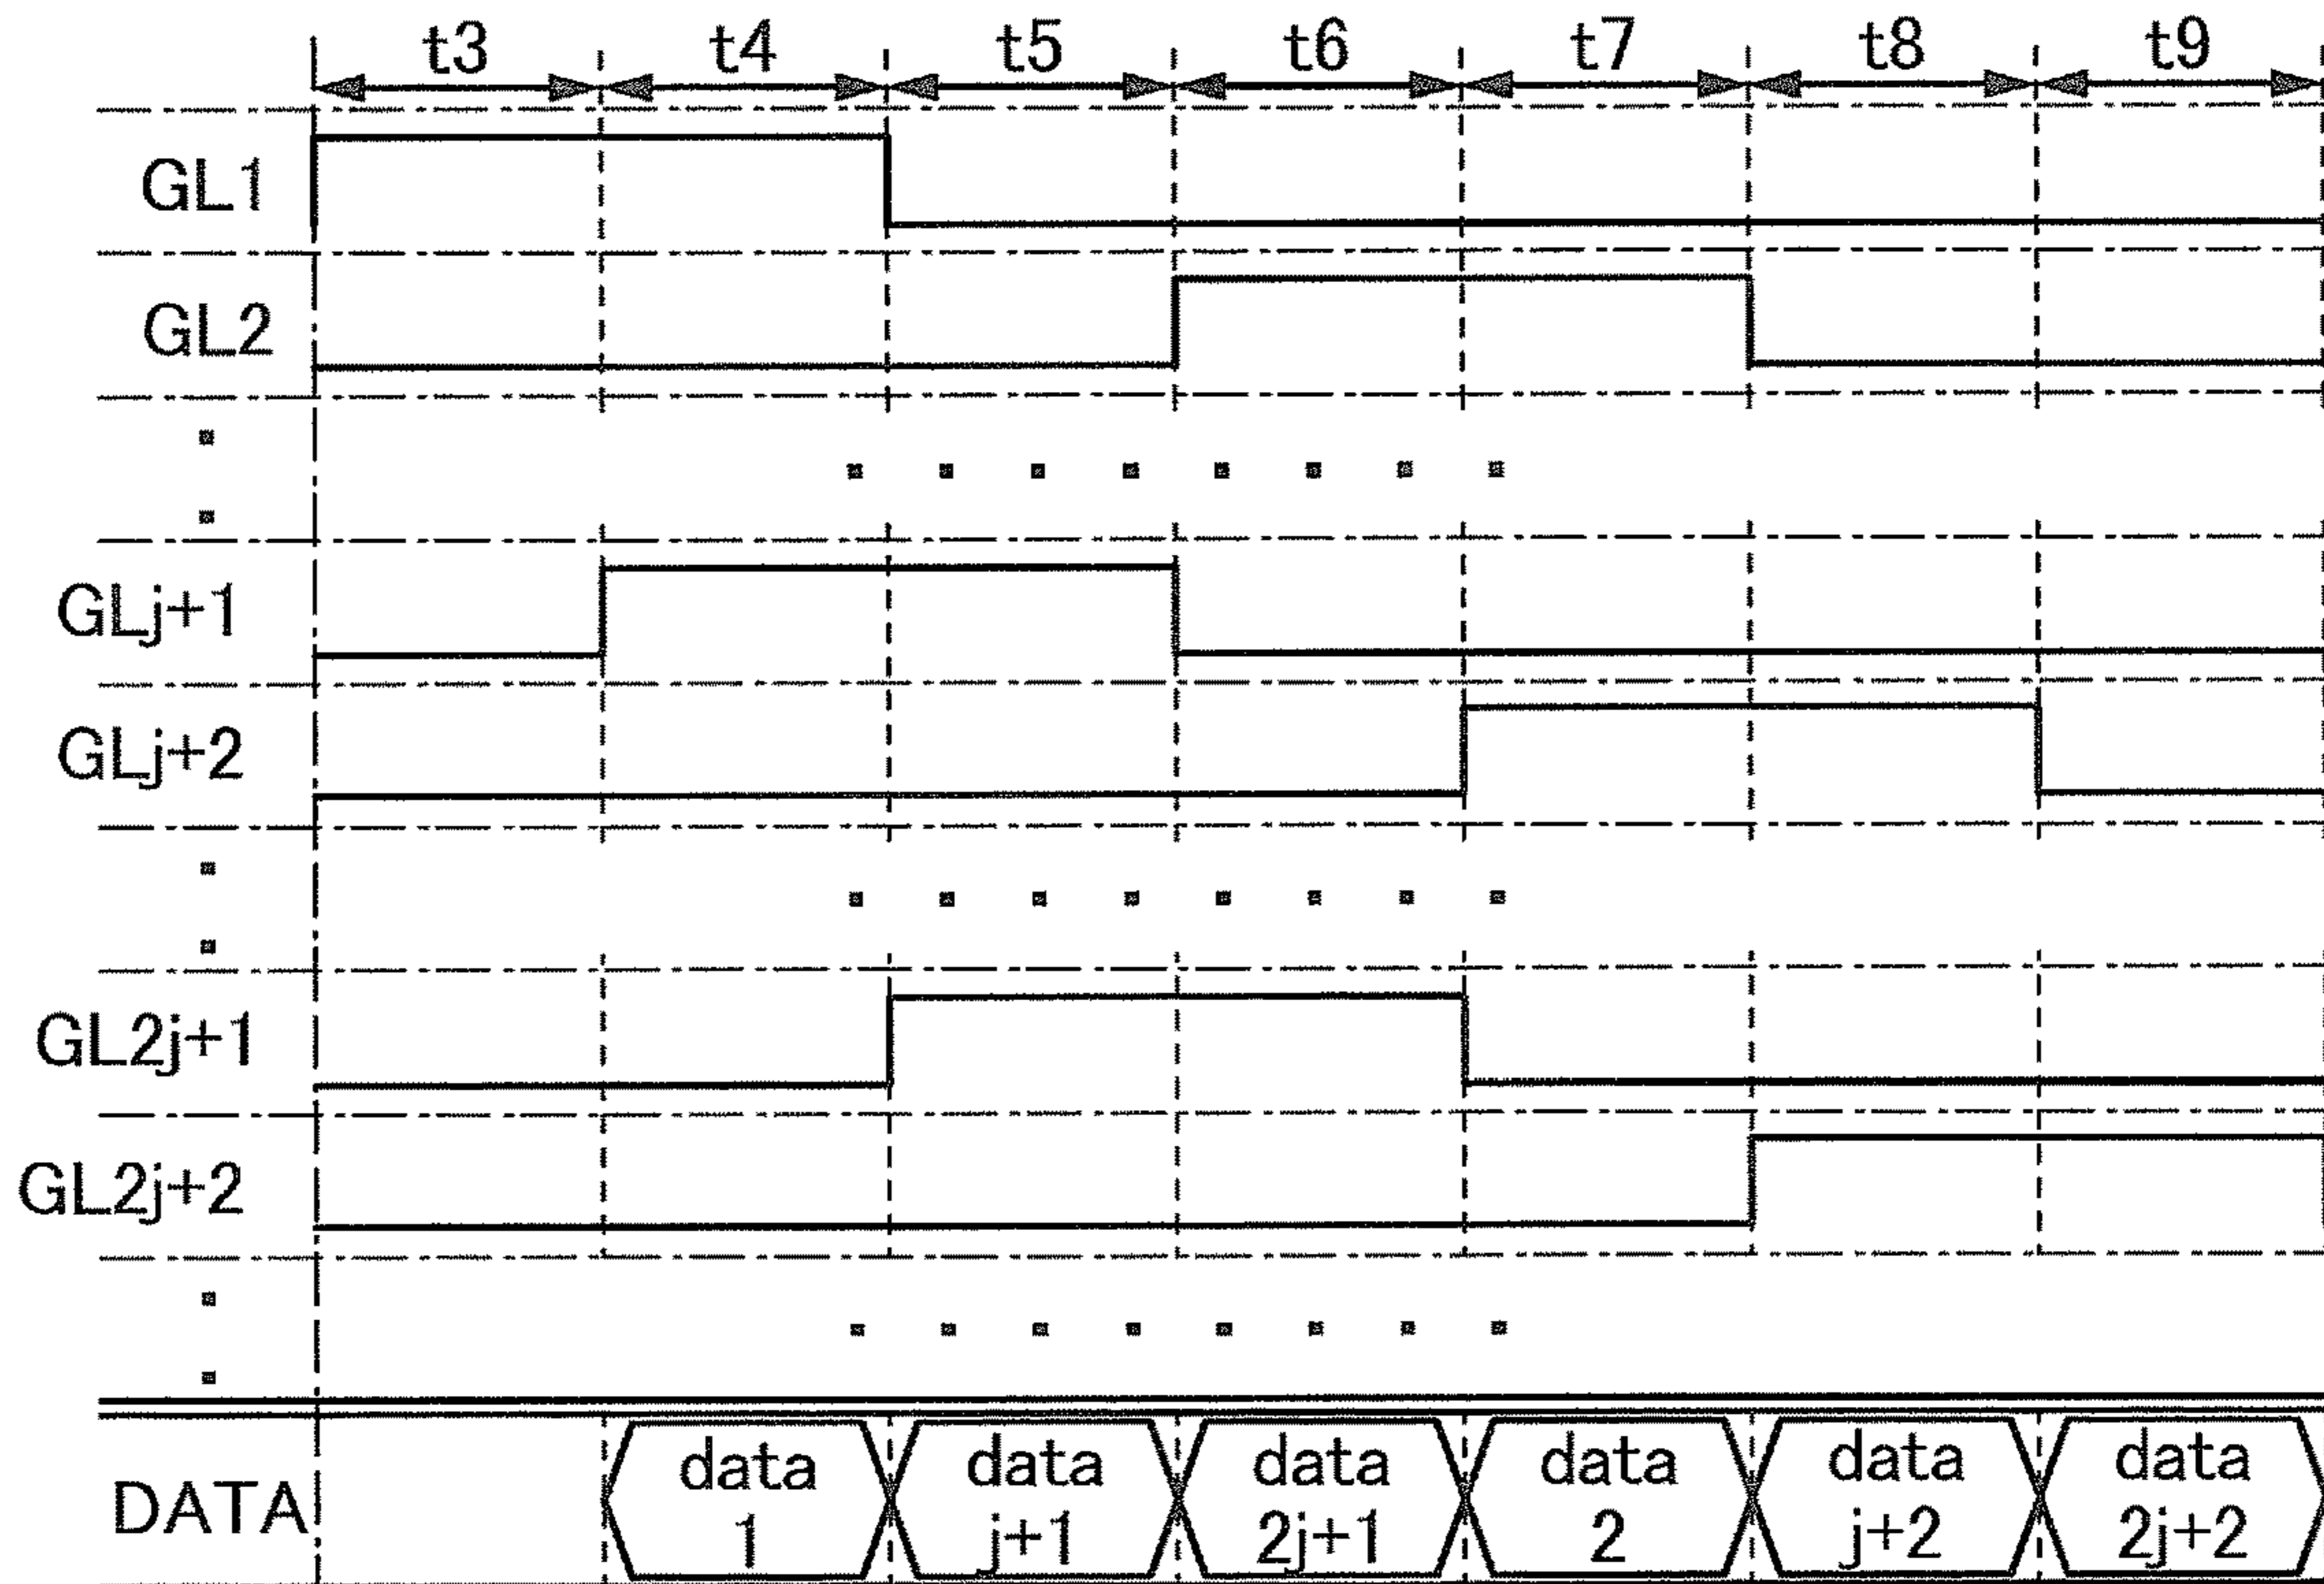 t3 t4 t5 t6 t7 t8 t9
GL1
GL2
GLj+1
GLj+2
GL2j+1
GL2j+2
DATA
data
1
data
j+1
data
2j+1
data
2
data
j+2
data
2j+2